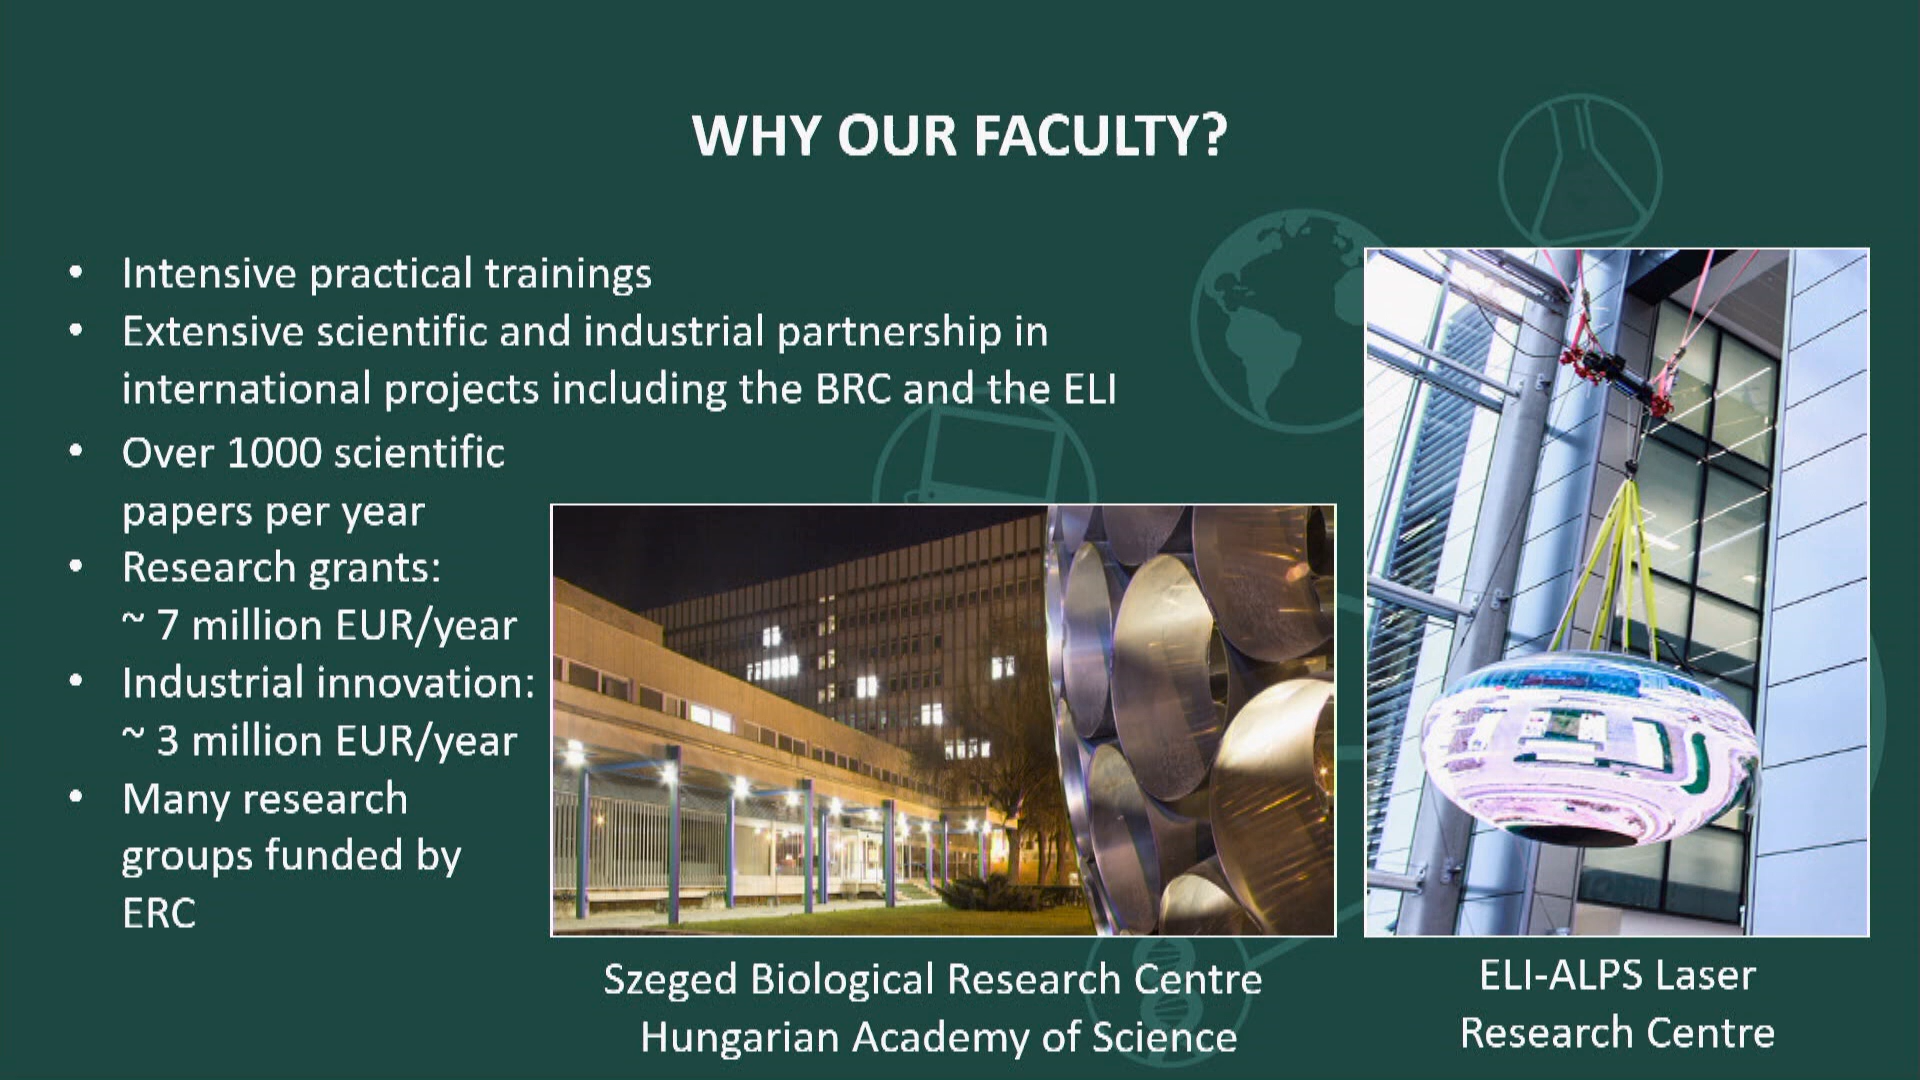 WHY OUR FACULTY?
• Intensive practical trainings
• Extensive scientific and industrial partnership in
international projects including the BRC and the ELI
• Over 1000 scientific
papers per year
• Research grants:
~ 7 million EUR/year
• Industrial innovation:
~ 3 million EUR/year
• Many research
groups funded by
ERC
Szeged Biological Research Centre
Hungarian Academy of Science
ELI-ALPS Laser
Research Centre